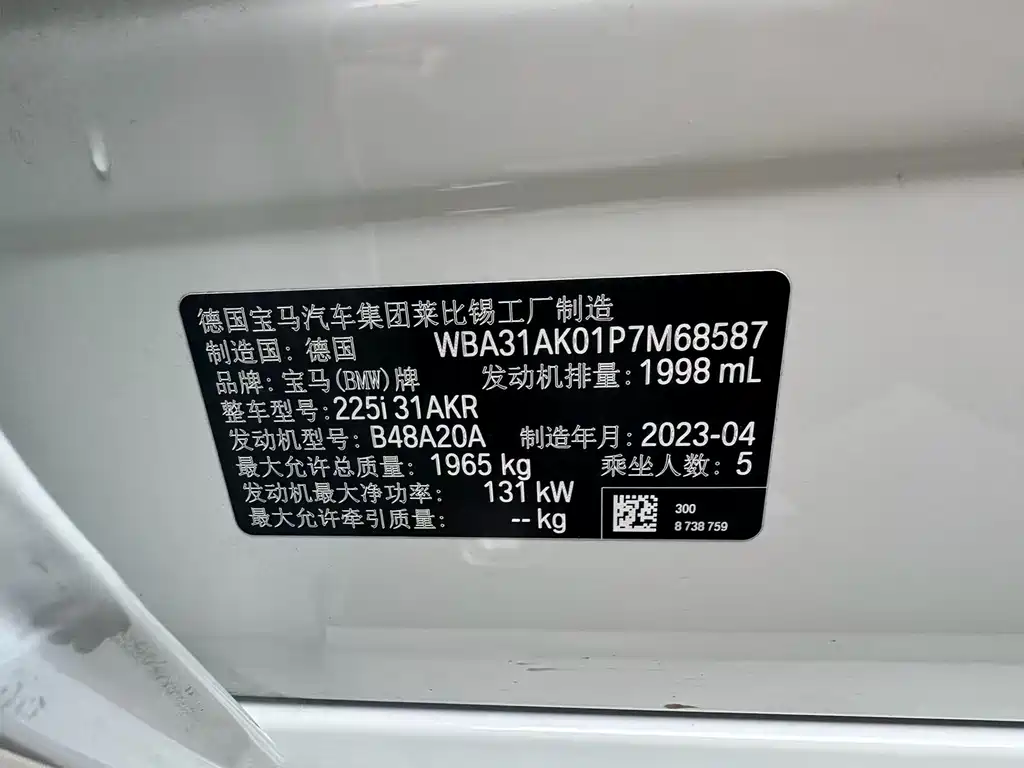 德国宝马汽车集团莱比锡工厂制造
制造国: 德国 WBA31AK01P7M68587
品牌: 宝马(BMW)牌 发动机排量: 1998 mL
整车型号: 225i 31AKR
发动机型号: B48A20A 制造年月: 2023-04
最大允许总质量: 1965 kg 乘坐人数: 5
发动机最大净功率: 131 kW
最大允许牵引质量: -- kg
300
8 738 759